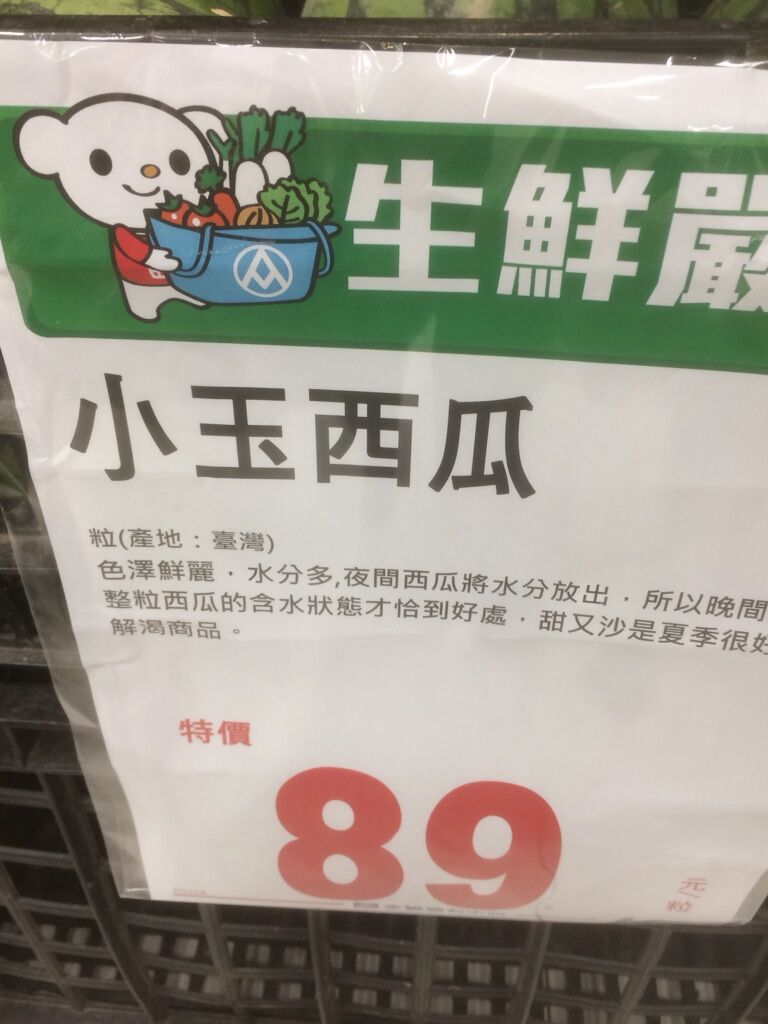 生鮮嚴
小玉西瓜
粒(產地：臺灣)
色澤鮮麗，水分多,夜間西瓜將水分放出，所以晚間
整粒西瓜的含水狀態才恰到好處，甜又沙是夏季很好
解渴商品。
特價
89
元/粒